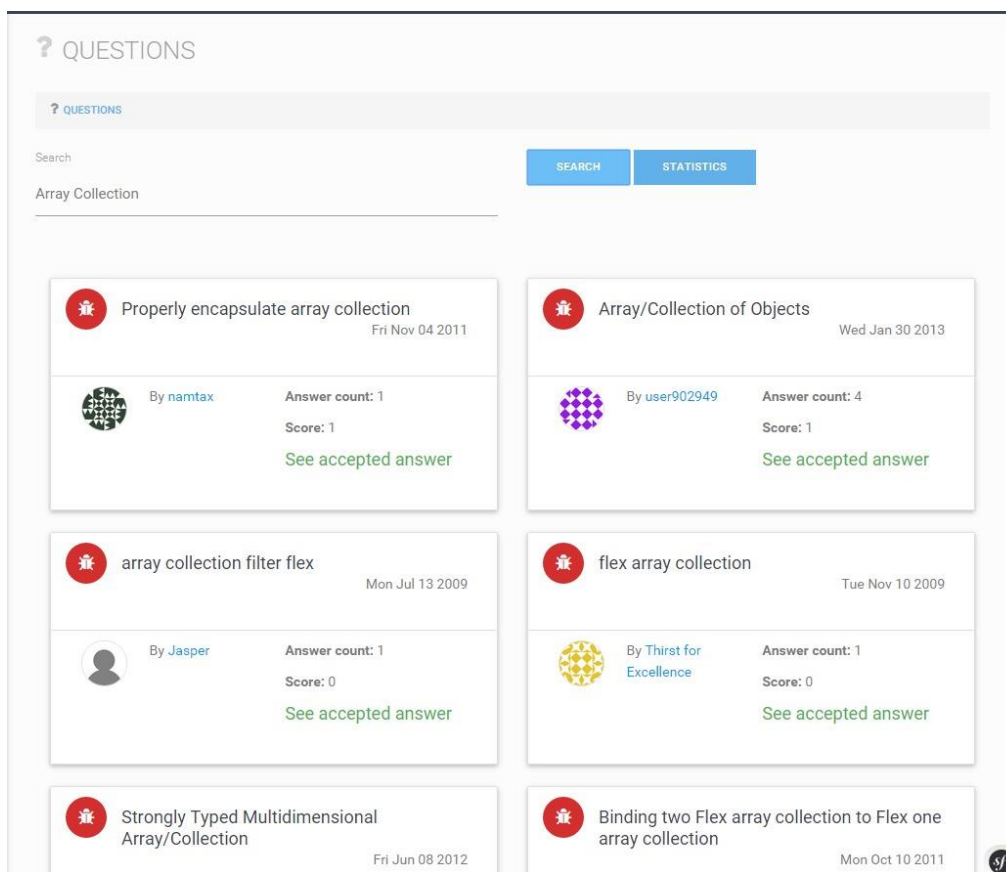 ? QUESTIONS
? QUESTIONS
Search
Array Collection
SEARCH
STATISTICS
Properly encapsulate array collection
Fri Nov 04 2011
By namtax
Answer count: 1
Score: 1
See accepted answer
Array/Collection of Objects
Wed Jan 30 2013
By user902949
Answer count: 4
Score: 1
See accepted answer
array collection filter flex
Mon Jul 13 2009
By Jasper
Answer count: 1
Score: 0
See accepted answer
flex array collection
Tue Nov 10 2009
By Thirst for
Excellence
Answer count: 1
Score: 0
See accepted answer
Strongly Typed Multidimensional
Array/Collection
Fri Jun 08 2012
Binding two Flex array collection to Flex one
array collection
Mon Oct 10 2011
sf